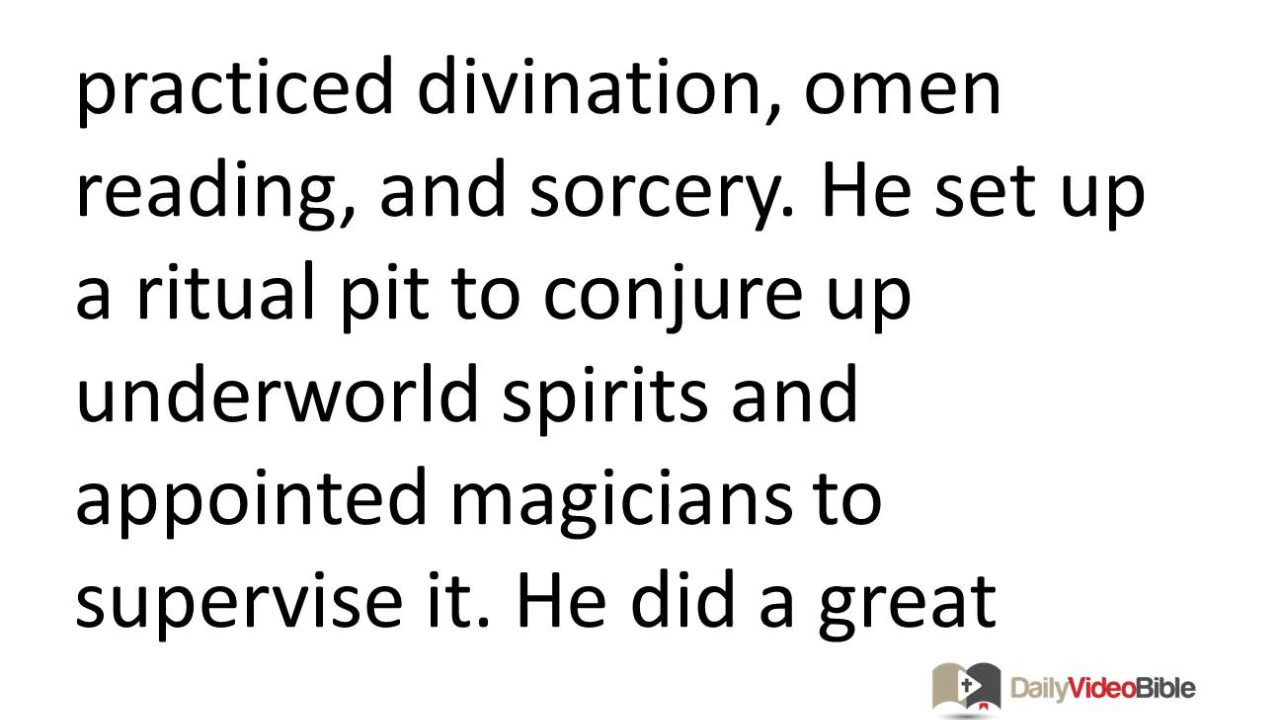 practiced divination, omen
reading, and sorcery. He set up
a ritual pit to conjure up
underworld spirits and
appointed magicians to
supervise it. He did a great
DailyVideoBible